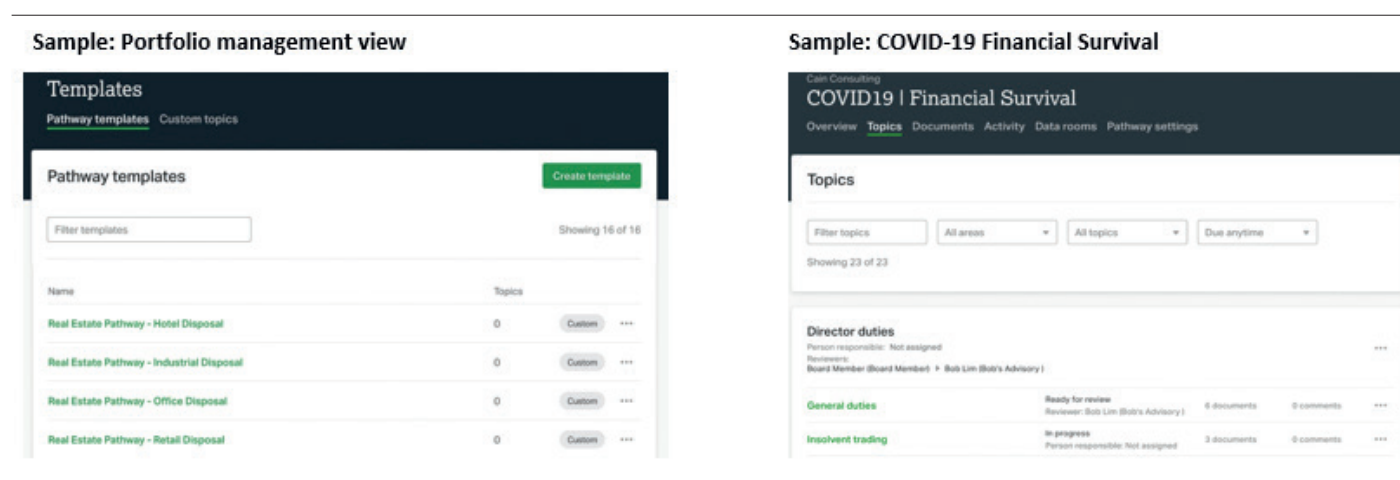 Sample: Portfolio management view
Templates
Pathway templates Custom topics
Pathway templates
Create template
Filter templates
Showing 16 of 16
Name Topics
Real Estate Pathway - Hotel Disposal 0 Custom ...
Real Estate Pathway - Industrial Disposal 0 Custom ...
Real Estate Pathway - Office Disposal 0 Custom ...
Real Estate Pathway - Retail Disposal 0 Custom ...
Sample: COVID-19 Financial Survival
Cain Consulting
COVID19 | Financial Survival
Overview Topics Documents Activity Data rooms Pathway settings
Topics
Filter topics All areas All topics Due anytime
Showing 23 of 23
Director duties
Person responsible: Not assigned
Reviewers:
Board Member (Board Member) Bob Lim (Bob's Advisory)
General duties Ready for review 6 documents 0 comments ...
Reviewer: Bob Lim (Bob's Advisory)
Insolvent trading In progress 3 documents 0 comments ...
Person responsible: Not assigned